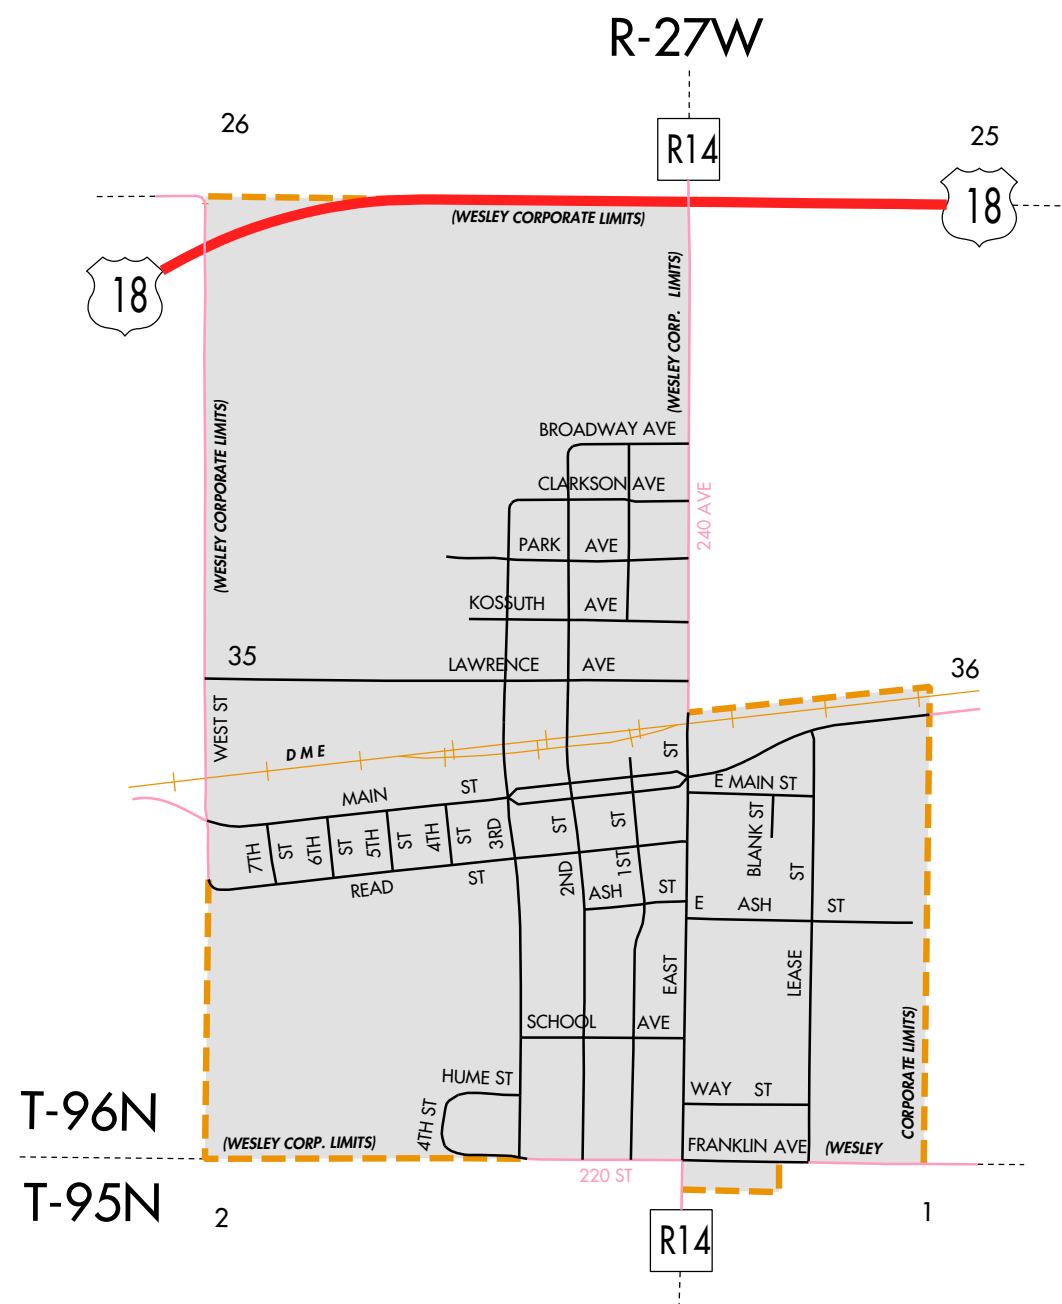 R-27W
26
R14
25
18
(WESLEY CORPORATE LIMITS)
18
(WESLEY CORP. LIMITS)
(WESLEY CORPORATE LIMITS)
BROADWAY AVE
CLARKSON AVE
240 AVE
PARK AVE
KOSSUTH AVE
35
LAWRENCE AVE
36
WEST ST
DME
ST
MAIN ST
E MAIN ST
7TH ST
6TH ST
5TH ST
4TH ST
3RD
ST
ST
BLANK ST
READ ST
2ND
1ST
ASH ST
E ASH ST
ST
EAST
LEASE
SCHOOL AVE
HUME ST
4TH ST
WAY ST
CORPORATE LIMITS)
T-96N
(WESLEY CORP. LIMITS)
FRANKLIN AVE
(WESLEY
220 ST
T-95N
2
1
R14